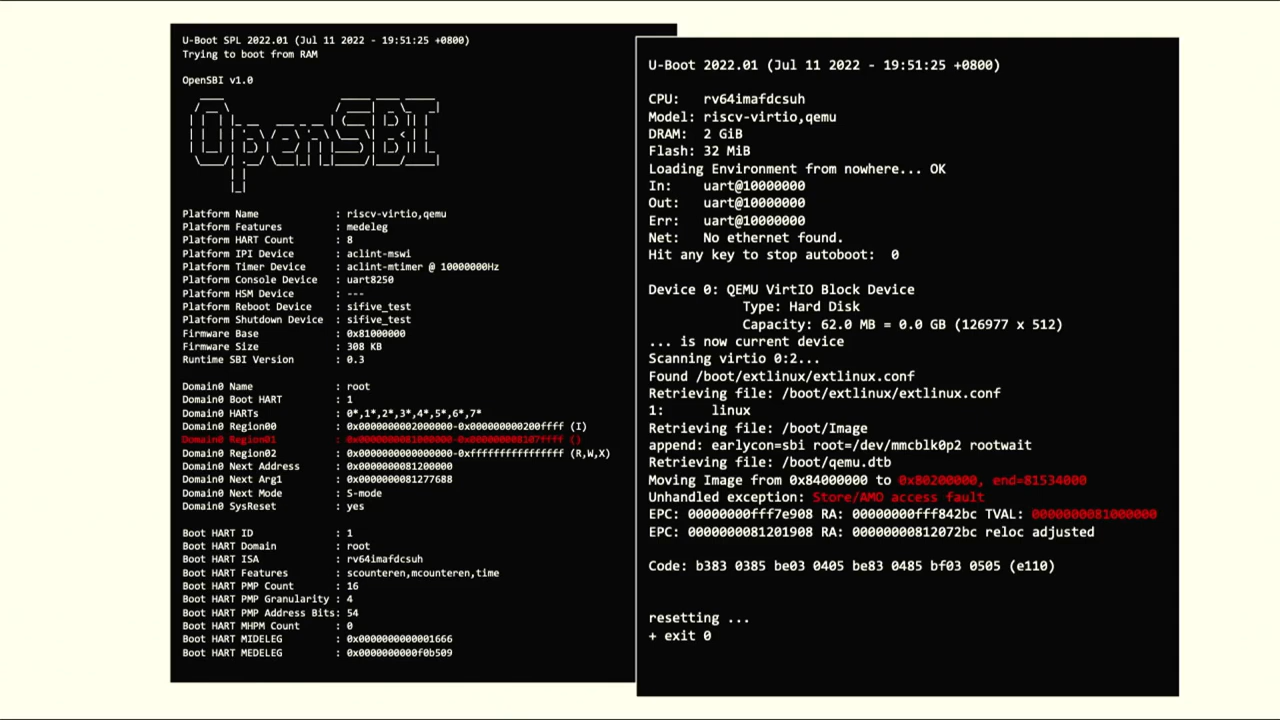 U-Boot SPL 2022.01 (Jul 11 2022 - 19:51:25 +0800)
Trying to boot from RAM
OpenSBI v1.0
OpenSBI
Platform Name : riscv-virtio,qemu
Platform Features : medeleg
Platform HART Count : 8
Platform IPI Device : aclint-mswi
Platform Timer Device : aclint-mtimer @ 10000000Hz
Platform Console Device : uart8250
Platform HSM Device : ---
Platform Reboot Device : sifive_test
Platform Shutdown Device : sifive_test
Firmware Base : 0x81000000
Firmware Size : 308 KB
Runtime SBI Version : 0.3
Domain0 Name : root
Domain0 Boot HART : 1
Domain0 HARTs : 0*,1*,2*,3*,4*,5*,6*,7*
Domain0 Region00 : 0x0000000002000000-0x000000000200ffff (I)
Domain0 Region01 : 0x0000000081000000-0x000000008107ffff ()
Domain0 Region02 : 0x0000000000000000-0xffffffffffffffff (R,W,X)
Domain0 Next Address : 0x0000000081200000
Domain0 Next Arg1 : 0x0000000081277688
Domain0 Next Mode : S-mode
Domain0 SysReset : yes
Boot HART ID : 1
Boot HART Domain : root
Boot HART ISA : rv64imafdcsuh
Boot HART Features : scounteren,mcounteren,time
Boot HART PMP Count : 16
Boot HART PMP Granularity : 4
Boot HART PMP Address Bits: 54
Boot HART MHPM Count : 0
Boot HART MIDELEG : 0x0000000000001666
Boot HART MEDELEG : 0x0000000000f0b509
U-Boot 2022.01 (Jul 11 2022 - 19:51:25 +0800)
CPU: rv64imafdcsuh
Model: riscv-virtio,qemu
DRAM: 2 GiB
Flash: 32 MiB
Loading Environment from nowhere... OK
In: uart@10000000
Out: uart@10000000
Err: uart@10000000
Net: No ethernet found.
Hit any key to stop autoboot: 0
Device 0: QEMU VirtIO Block Device
Type: Hard Disk
Capacity: 62.0 MB = 0.0 GB (126977 x 512)
... is now current device
Scanning virtio 0:2...
Found /boot/extlinux/extlinux.conf
Retrieving file: /boot/extlinux/extlinux.conf
1: linux
Retrieving file: /boot/Image
append: earlycon=sbi root=/dev/mmcblk0p2 rootwait
Retrieving file: /boot/qemu.dtb
Moving Image from 0x84000000 to 0x80200000, end=81534000
Unhandled exception: Store/AMO access fault
EPC: 00000000fff7e908 RA: 00000000fff842bc TVAL: 0000000081000000
EPC: 0000000081201908 RA: 00000000812072bc reloc adjusted
Code: b383 0385 be03 0405 be83 0485 bf03 0505 (e110)
resetting ...
+ exit 0